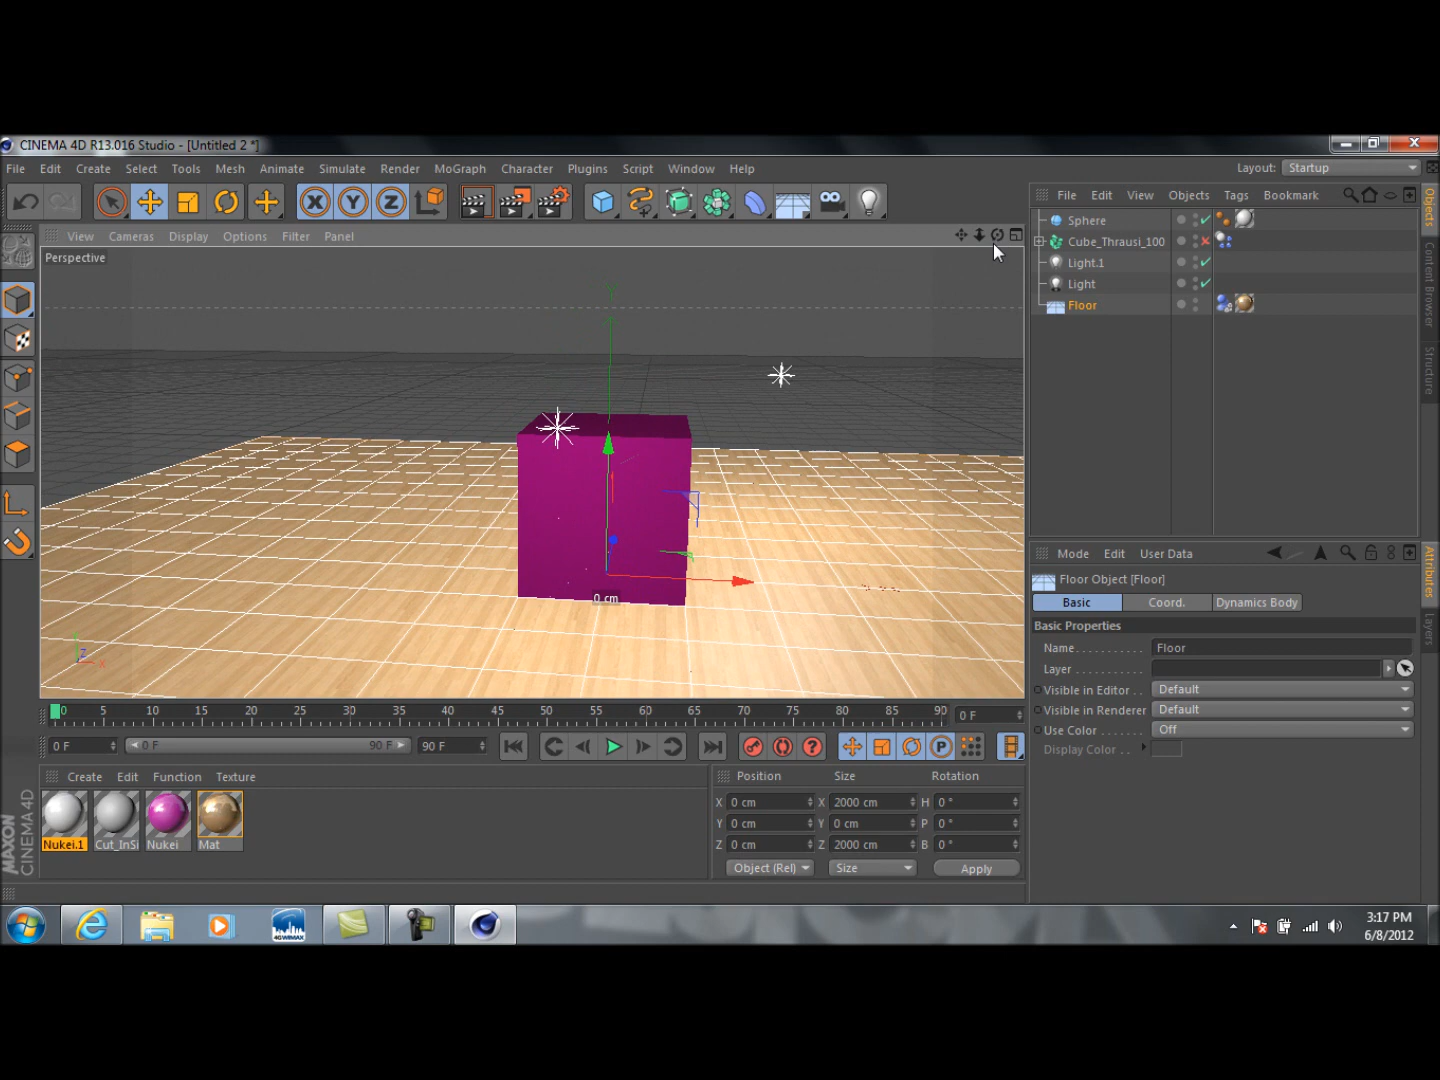 CINEMA 4D R13.016 Studio - [Untitled 2 *]
File Edit Create Select Tools Mesh Animate Simulate Render MoGraph Character Plugins Script Window Help Layout: Startup
X Y Z
File Edit View Objects Tags Bookmark
View Cameras Display Options Filter Panel
Perspective
Sphere
Cube_Thrausi_100
Light.1
Light
Floor
Objects
Content Browser
Structure
Y
0 cm
Z
X
Mode Edit User Data
Floor Object [Floor]
Basic Coord. Dynamics Body
Basic Properties
Name........... Floor
Layer...........
Visible in Editor .. Default
Visible in Renderer Default
Use Color ....... Off
Display Color ..
Attributes
Layers
0 5 10 15 20 25 30 35 40 45 50 55 60 65 70 75 80 85 90 0 F
0 F 0 F 90 F 90 F
? P
Create Edit Function Texture
Nukei.1 Cut_InSi Nukei Mat
Position Size Rotation
X 0 cm X 2000 cm H 0 °
Y 0 cm Y 0 cm P 0 °
Z 0 cm Z 2000 cm B 0 °
Object (Rel) Size Apply
MAXON
CINEMA 4D
4GWIMAX
3:17 PM
6/8/2012